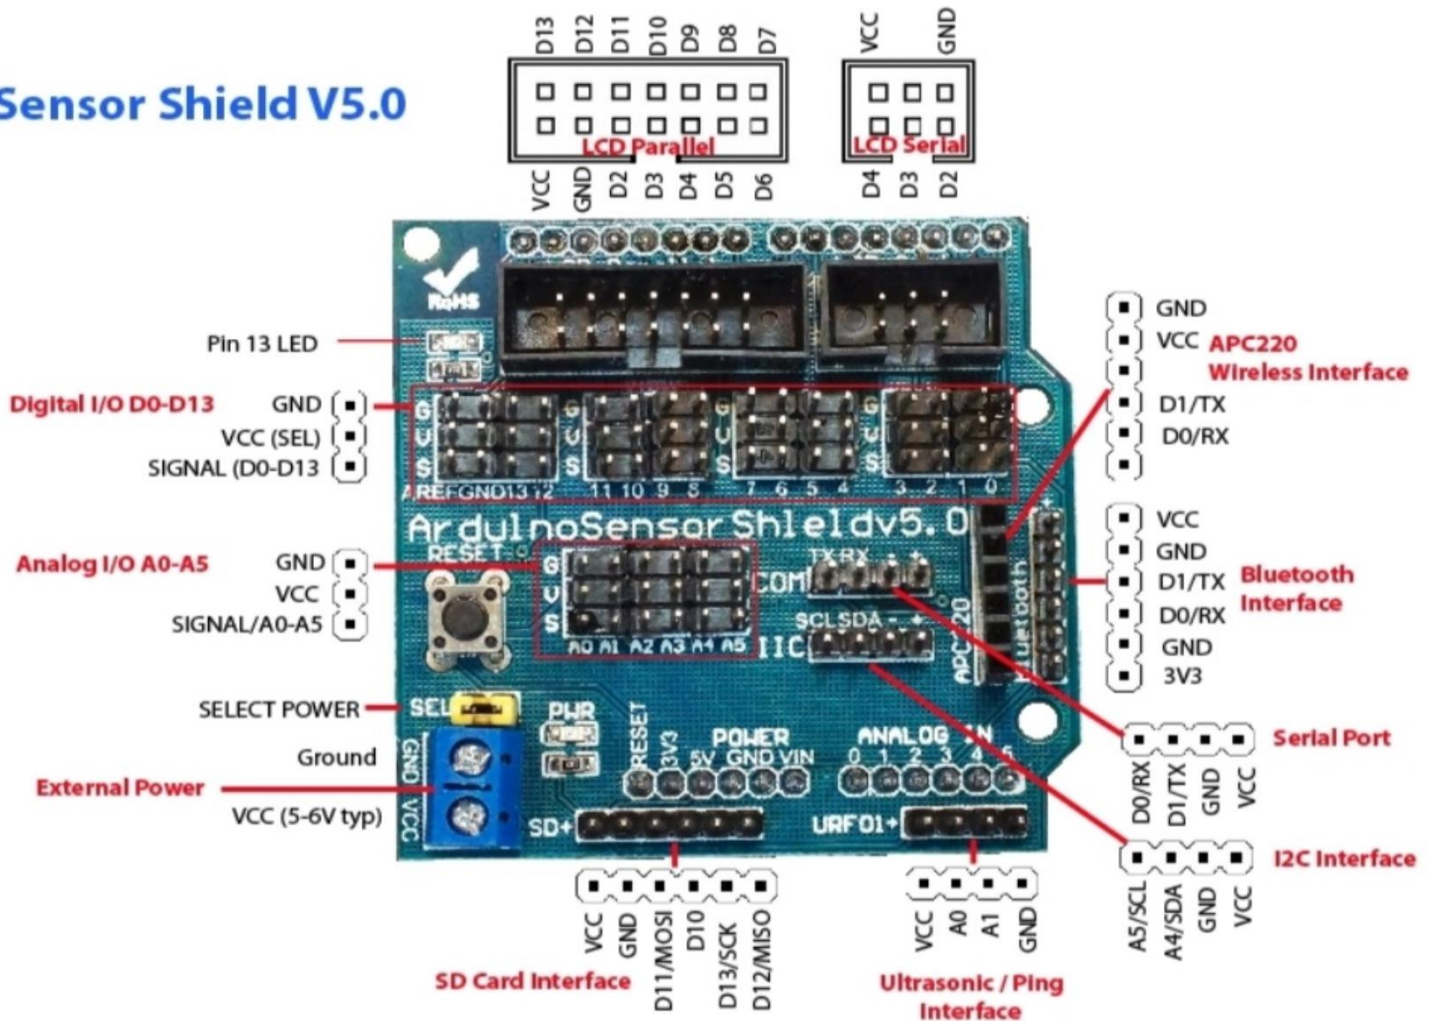 Sensor Shield V5.0
D13 D12 D11 D10 D9 D8 D7
LCD Parallel
VCC GND D2 D3 D4 D5 D6
VCC GND
LCD Serial
D4 D3 D2
RoHS
Pin 13 LED
Digital I/O D0-D13
GND
VCC (SEL)
SIGNAL (D0-D13
G G G G
V V V V
S S S S
AREFGND13 12 11 10 9 8 7 6 5 4 3 2 1 0
ArduinoSensor Shieldv5.0
RESET
Analog I/O A0-A5
GND
VCC
SIGNAL/A0-A5
G
V
S
A0 A1 A2 A3 A4 A5
COM
TX RX - +
IIC
SCL SDA - +
APC220
Bluetooth
GND
VCC
APC220
Wireless Interface
D1/TX
D0/RX
VCC
GND
D1/TX
D0/RX
GND
3V3
Bluetooth
Interface
SELECT POWER
SEL
PWR
Ground
External Power
VCC (5-6V typ)
GND VCC
RESET 3V3
POWER
5V GND VIN
ANALOG IN
0 1 2 3 4 5
SD+
URF01+
Serial Port
D0/RX D1/TX GND VCC
I2C Interface
A5/SCL A4/SDA GND VCC
VCC GND D11/MOSI D10 D13/SCK D12/MISO
SD Card Interface
VCC A0 A1 GND
Ultrasonic / Ping
Interface